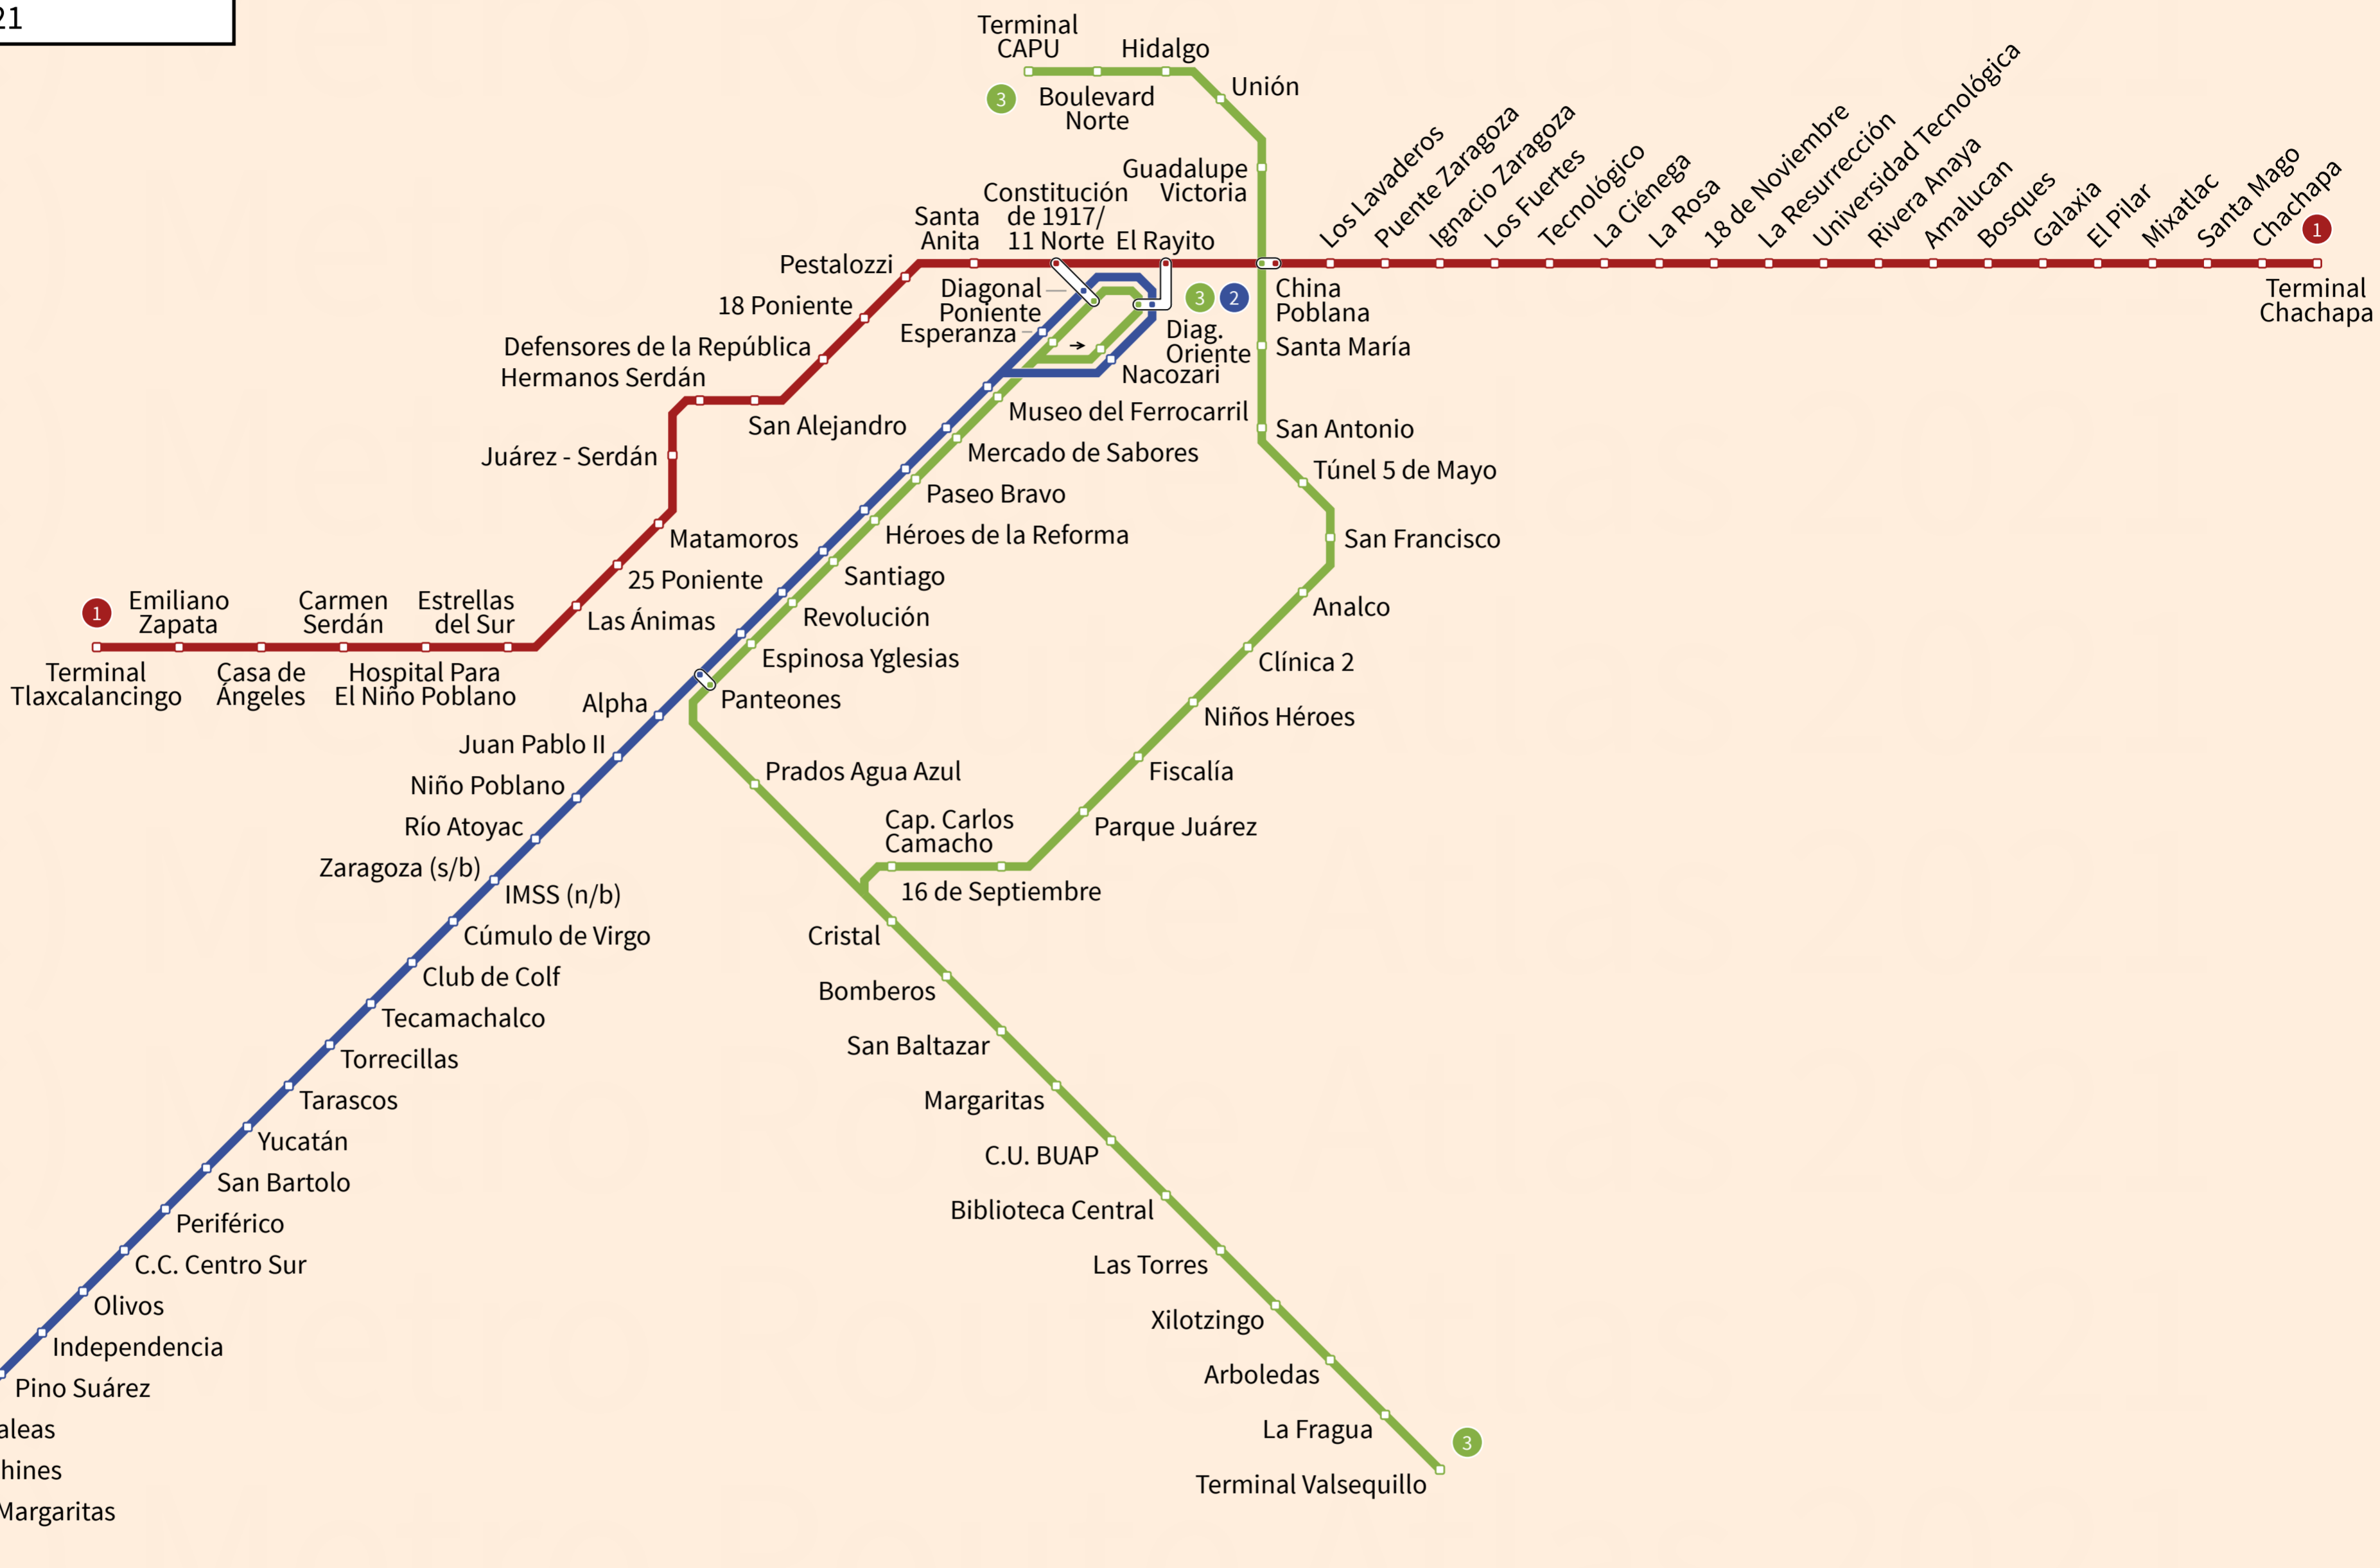 21
Terminal
CAPU
Hidalgo
Unión
3
Boulevard
Norte
Guadalupe
Victoria
Constitución
de 1917/
11 Norte
El Rayito
Santa
Anita
Pestalozzi
18 Poniente
Defensores de la República
Hermanos Serdán
San Alejandro
Juárez - Serdán
Matamoros
25 Poniente
Las Ánimas
Diagonal
Poniente
Esperanza
3
2
Diag.
Oriente
Nacozari
China
Poblana
Los Lavaderos
Puente Zaragoza
Ignacio Zaragoza
Los Fuertes
Tecnológico
La Ciénega
La Rosa
18 de Noviembre
La Resurrección
Universidad Tecnológica
Rivera Anaya
Amalucan
Bosques
Galaxia
El Pilar
Mixatlac
Santa Mago
Chachapa
1
Terminal
Chachapa
Santa María
San Antonio
Túnel 5 de Mayo
San Francisco
Analco
Clínica 2
Niños Héroes
Fiscalía
Parque Juárez
Cap. Carlos
Camacho
16 de Septiembre
Museo del Ferrocarril
Mercado de Sabores
Paseo Bravo
Héroes de la Reforma
Santiago
Revolución
Espinosa Yglesias
Panteones
Prados Agua Azul
1
Emiliano
Zapata
Carmen
Serdán
Estrellas
del Sur
Terminal
Tlaxcalancingo
Casa de
Ángeles
Hospital Para
El Niño Poblano
Alpha
Juan Pablo II
Niño Poblano
Río Atoyac
Zaragoza (s/b)
IMSS (n/b)
Cúmulo de Virgo
Club de Colf
Tecamachalco
Torrecillas
Tarascos
Yucatán
San Bartolo
Periférico
C.C. Centro Sur
Olivos
Independencia
Pino Suárez
aleas
hines
Margaritas
Cristal
Bomberos
San Baltazar
Margaritas
C.U. BUAP
Biblioteca Central
Las Torres
Xilotzingo
Arboledas
La Fragua
3
Terminal Valsequillo